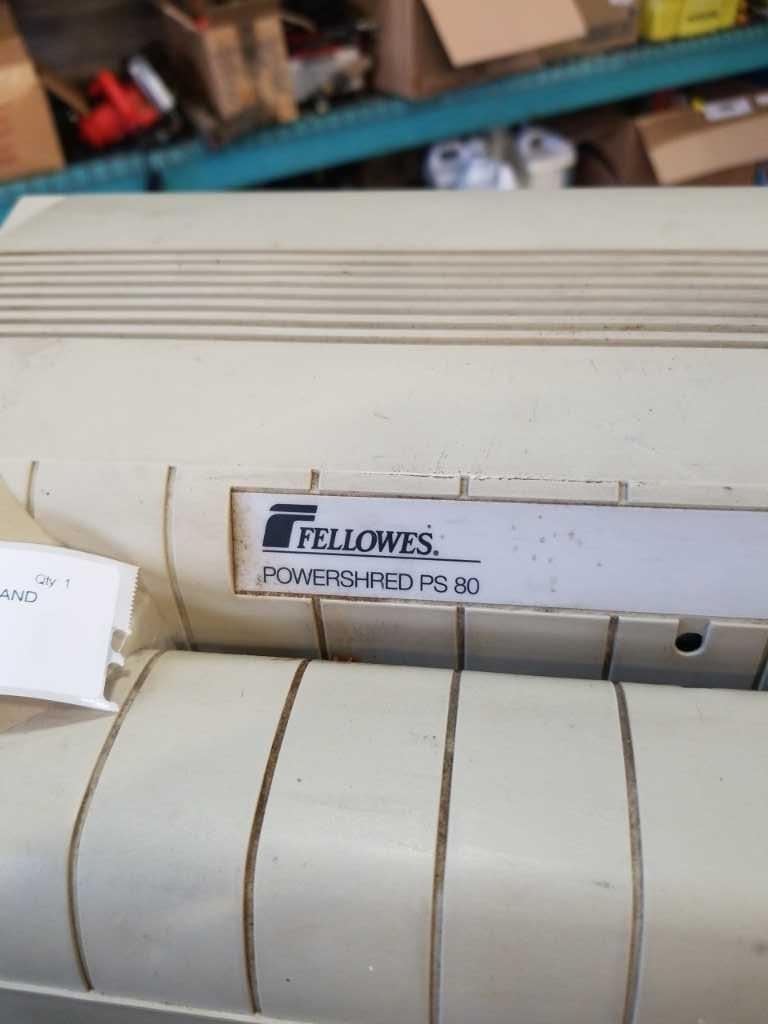 FELLOWES.
POWERSHRED PS 80
Qty 1
AND